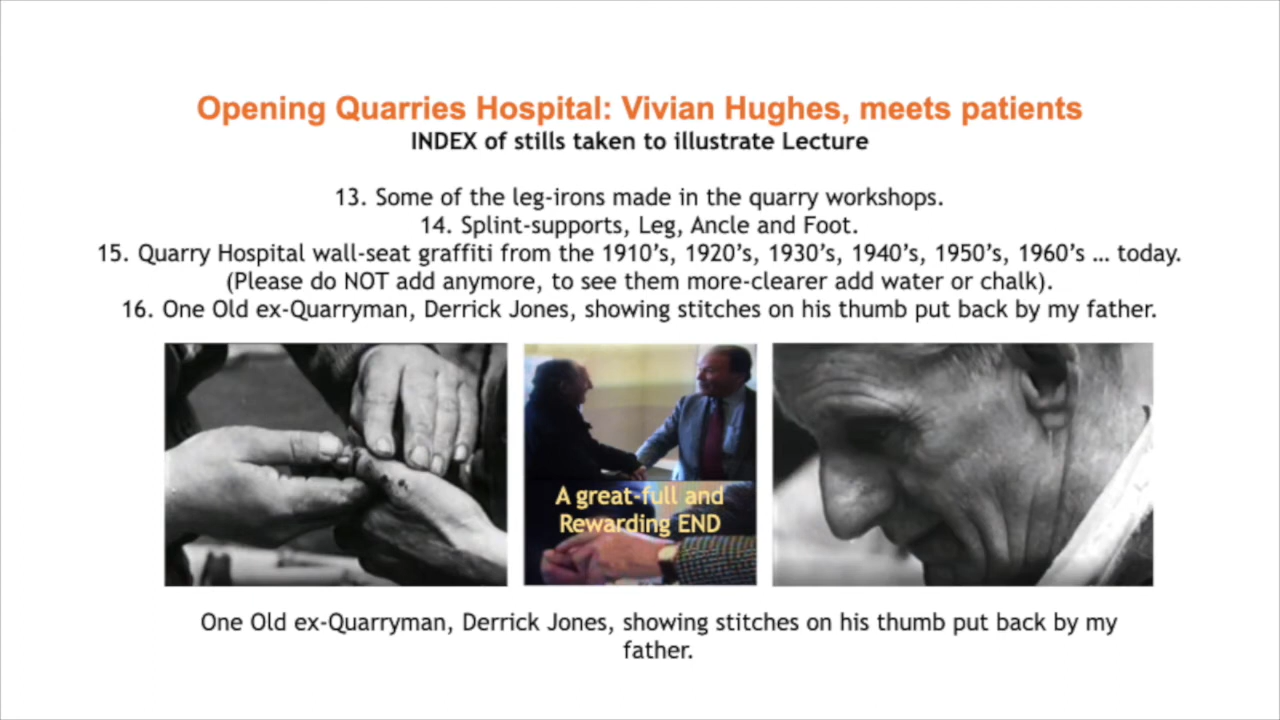 Opening Quarries Hospital: Vivian Hughes, meets patients
INDEX of stills taken to illustrate Lecture
13. Some of the leg-irons made in the quarry workshops.
14. Splint-supports, Leg, Ancle and Foot.
15. Quarry Hospital wall-seat graffiti from the 1910’s, 1920’s, 1930’s, 1940’s, 1950’s, 1960’s ... today.
(Please do NOT add anymore, to see them more-clearer add water or chalk).
16. One Old ex-Quarryman, Derrick Jones, showing stitches on his thumb put back by my father.
A great-full and
Rewarding END
One Old ex-Quarryman, Derrick Jones, showing stitches on his thumb put back by my
father.